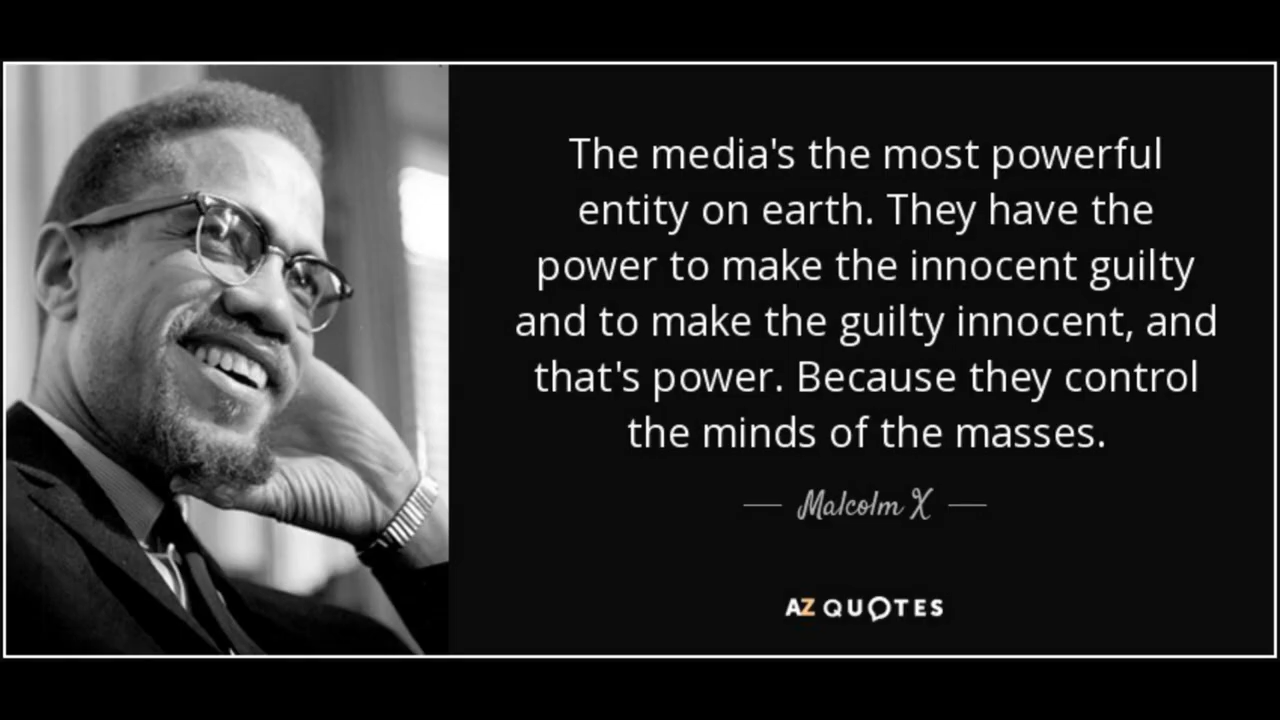 The media's the most powerful
entity on earth. They have the
power to make the innocent guilty
and to make the guilty innocent, and
that's power. Because they control
the minds of the masses.
— Malcolm X —
AZ QUOTES